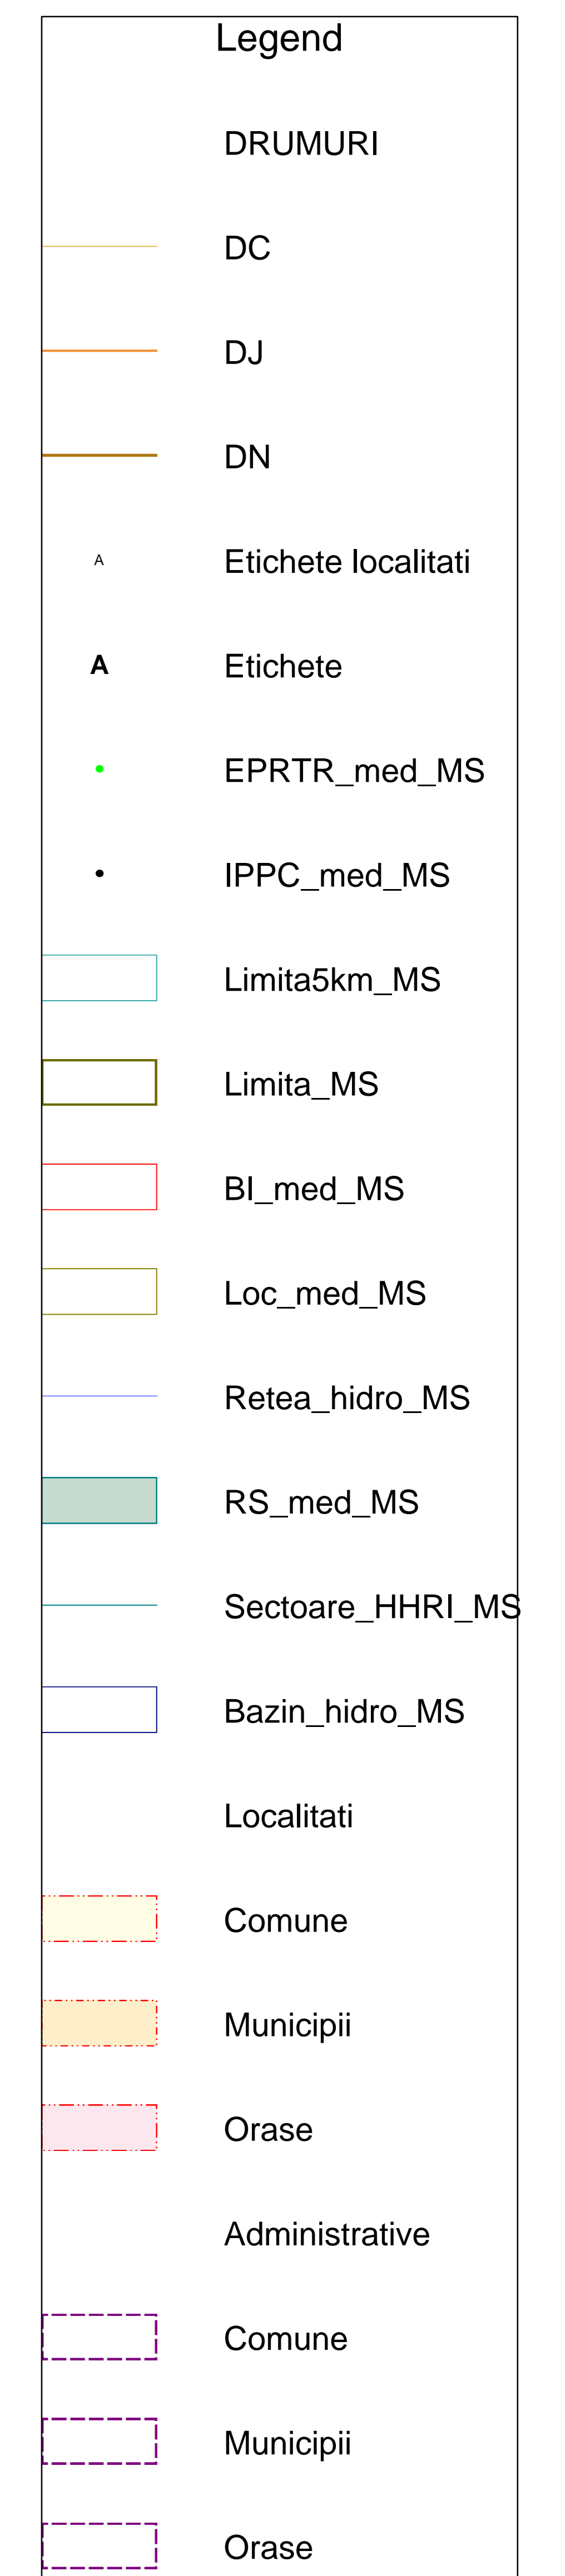 Legend
DRUMURI
DC
DJ
DN
A Etichete localitati
A Etichete
EPRTR_med_MS
IPPC_med_MS
Limita5km_MS
Limita_MS
BI_med_MS
Loc_med_MS
Retea_hidro_MS
RS_med_MS
Sectoare_HHRI_MS
Bazin_hidro_MS
Localitati
Comune
Municipii
Orase
Administrative
Comune
Municipii
Orase